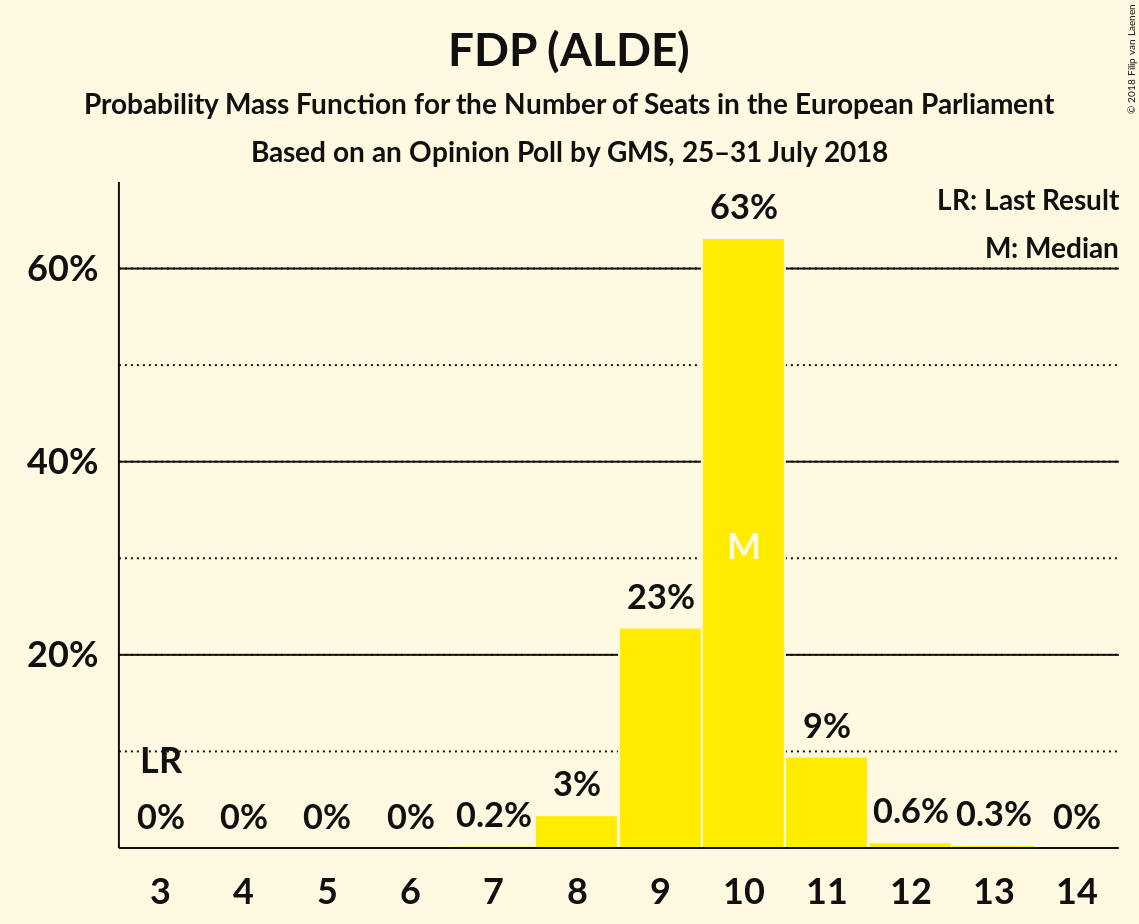 FDP (ALDE)
Probability Mass Function for the Number of Seats in the European Parliament
Based on an Opinion Poll by GMS, 25–31 July 2018
© 2018 Filip van Laenen
LR: Last Result
M: Median
63%
60%
40%
M
23%
20%
9%
LR
3%
0% 0% 0% 0% 0.2% 0.6% 0.3% 0%
3 4 5 6 7 8 9 10 11 12 13 14